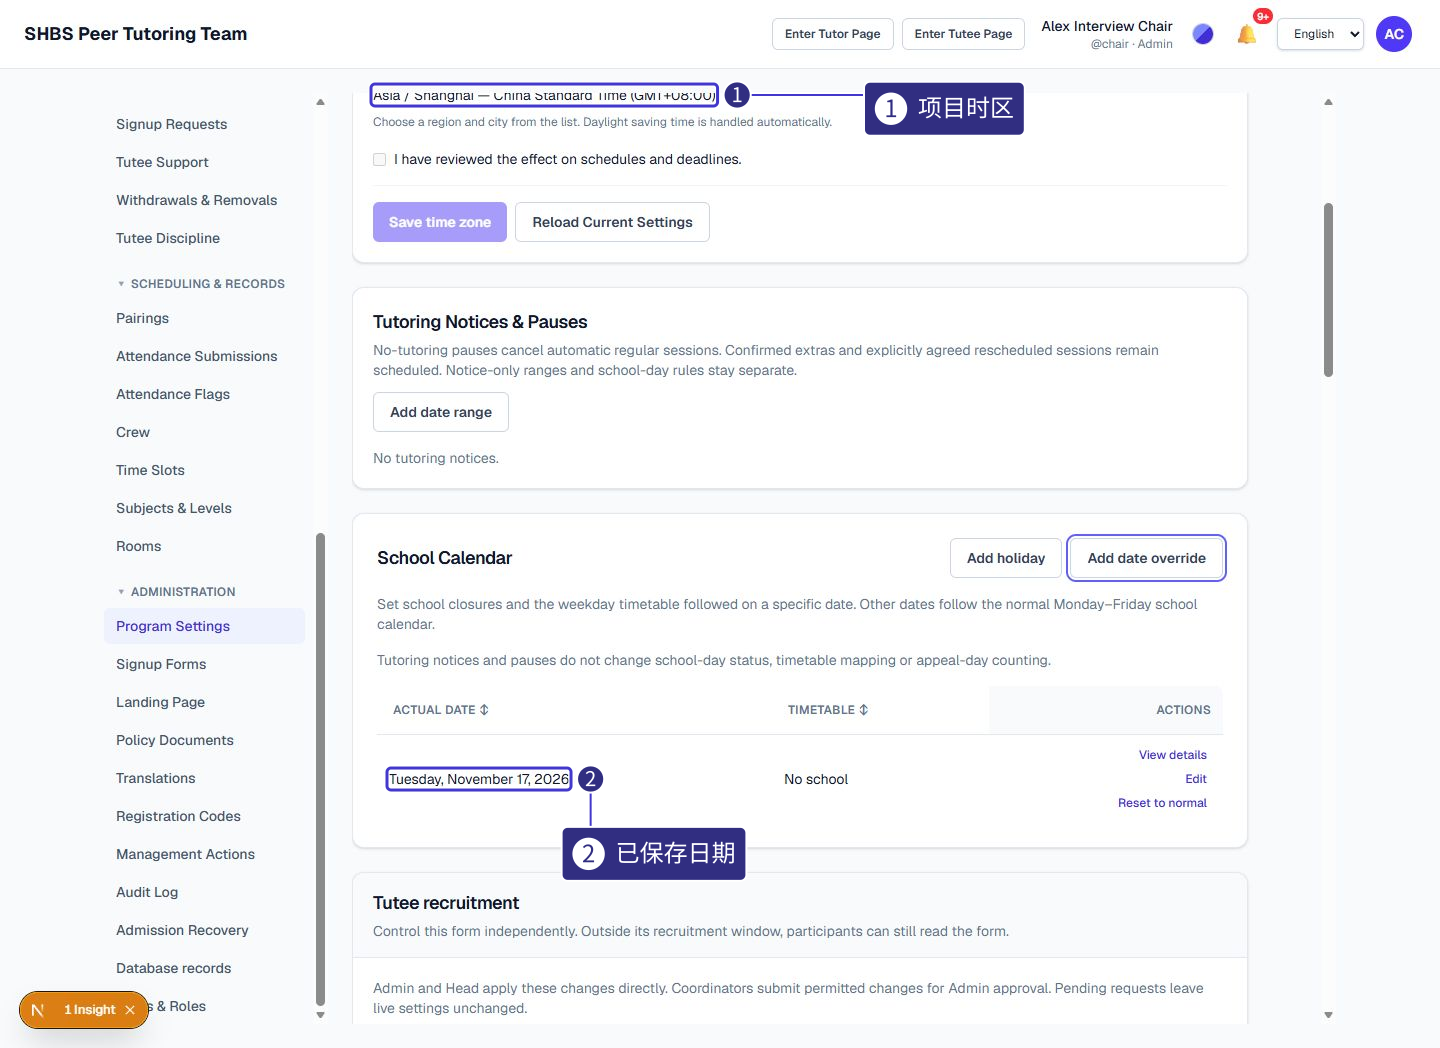 SHBS Peer Tutoring Team
Enter Tutor Page
Enter Tutee Page
Alex Interview Chair
@chair · Admin
9+
English
AC
Signup Requests
Tutee Support
Withdrawals & Removals
Tutee Discipline
SCHEDULING & RECORDS
Pairings
Attendance Submissions
Attendance Flags
Crew
Time Slots
Subjects & Levels
Rooms
ADMINISTRATION
Program Settings
Signup Forms
Landing Page
Policy Documents
Translations
Registration Codes
Management Actions
Audit Log
Admission Recovery
Database records
s & Roles
1 Insight
Asia / Shanghai — China Standard Time (GMT+08:00)
1
1 项目时区
Choose a region and city from the list. Daylight saving time is handled automatically.
I have reviewed the effect on schedules and deadlines.
Save time zone
Reload Current Settings
Tutoring Notices & Pauses
No-tutoring pauses cancel automatic regular sessions. Confirmed extras and explicitly agreed rescheduled sessions remain
scheduled. Notice-only ranges and school-day rules stay separate.
Add date range
No tutoring notices.
School Calendar
Add holiday
Add date override
Set school closures and the weekday timetable followed on a specific date. Other dates follow the normal Monday–Friday school
calendar.
Tutoring notices and pauses do not change school-day status, timetable mapping or appeal-day counting.
ACTUAL DATE
TIMETABLE
ACTIONS
Tuesday, November 17, 2026
2
No school
View details
Edit
Reset to normal
2 已保存日期
Tutee recruitment
Control this form independently. Outside its recruitment window, participants can still read the form.
Admin and Head apply these changes directly. Coordinators submit permitted changes for Admin approval. Pending requests leave
live settings unchanged.